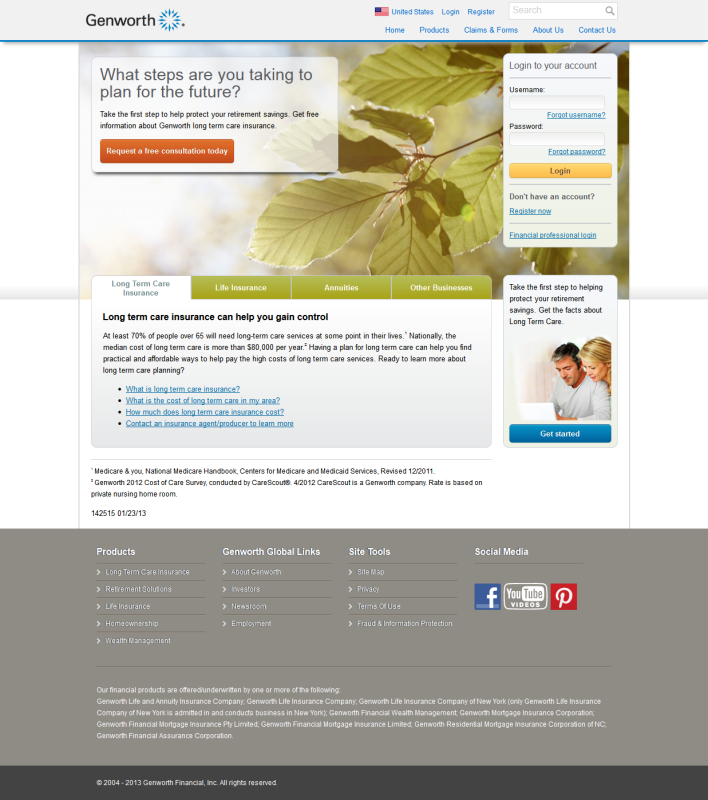 Genworth
United States Login Register Search
Home Products Claims & Forms About Us Contact Us
What steps are you taking to
plan for the future?
Take the first step to help protect your retirement savings. Get free
information about Genworth long term care insurance.
Request a free consultation today
Login to your account
Username:
Forgot username?
Password:
Forgot password?
Login
Don't have an account?
Register now
Financial professional login
Long Term Care
Insurance
Life Insurance
Annuities
Other Businesses
Long term care insurance can help you gain control
At least 70% of people over 65 will need long-term care services at some point in their lives.¹ Nationally, the
median cost of long term care is more than $80,000 per year.² Having a plan for long term care can help you find
practical and affordable ways to help pay the high costs of long term care services. Ready to learn more about
long term care planning?
• What is long term care insurance?
• What is the cost of long term care in my area?
• How much does long term care insurance cost?
• Contact an insurance agent/producer to learn more
Take the first step to helping
protect your retirement
savings. Get the facts about
Long Term Care.
Get started
¹ Medicare & you, National Medicare Handbook, Centers for Medicare and Medicaid Services, Revised 12/2011.
² Genworth 2012 Cost of Care Survey, conducted by CareScout®. 4/2012 CareScout is a Genworth company. Rate is based on
private nursing home room.
142515 01/23/13
Products
Long Term Care Insurance
Retirement Solutions
Life Insurance
Homeownership
Wealth Management
Genworth Global Links
About Genworth
Investors
Newsroom
Employment
Site Tools
Site Map
Privacy
Terms Of Use
Fraud & Information Protection
Social Media
You Tube
VIDEOS
Our financial products are offered/underwritten by one or more of the following:
Genworth Life and Annuity Insurance Company; Genworth Life Insurance Company; Genworth Life Insurance Company of New York (only Genworth Life Insurance
Company of New York is admitted in and conducts business in New York); Genworth Financial Wealth Management; Genworth Mortgage Insurance Corporation;
Genworth Financial Mortgage Insurance Pty Limited; Genworth Financial Mortgage Insurance Limited; Genworth Residential Mortgage Insurance Corporation of NC;
Genworth Financial Assurance Corporation.
© 2004 - 2013 Genworth Financial, Inc. All rights reserved.